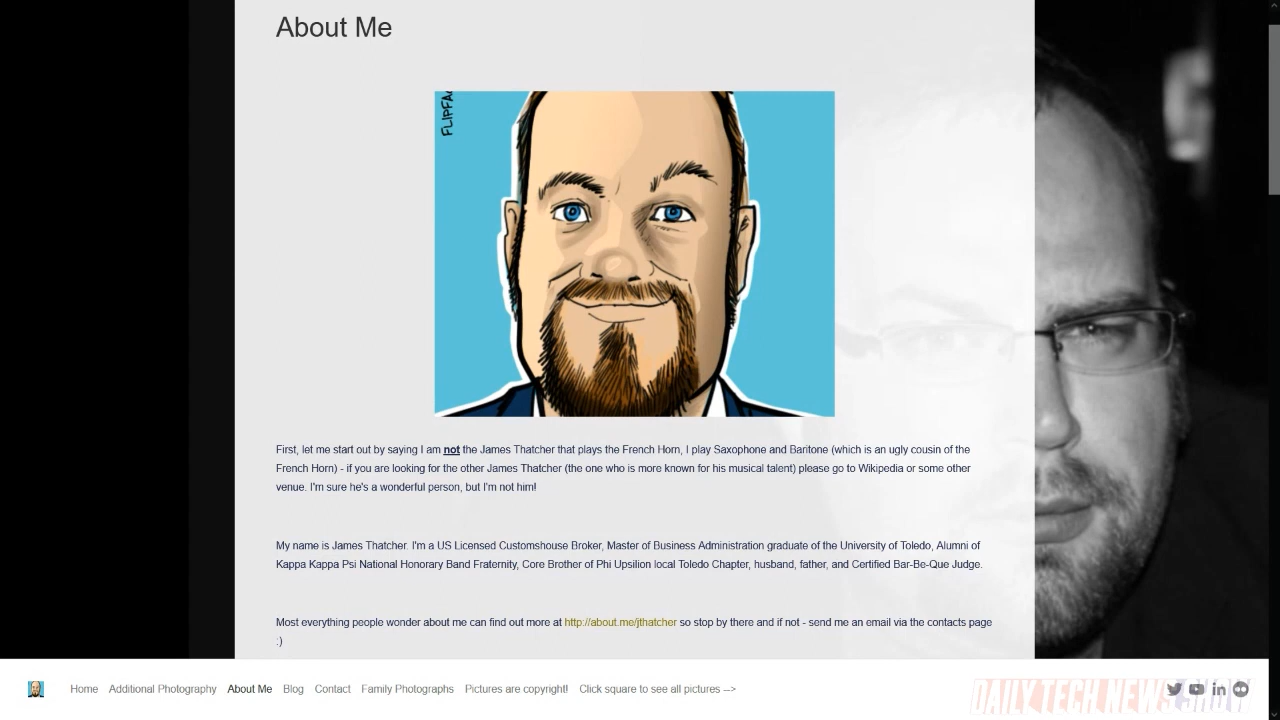 About Me
First, let me start out by saying I am not the James Thatcher that plays the French Horn, I play Saxophone and Baritone (which is an ugly cousin of the
French Horn) - if you are looking for the other James Thatcher (the one who is more known for his musical talent) please go to Wikipedia or some other
venue. I'm sure he's a wonderful person, but I'm not him!
My name is James Thatcher. I'm a US Licensed Customshouse Broker, Master of Business Administration graduate of the University of Toledo, Alumni of
Kappa Kappa Psi National Honorary Band Fraternity, Core Brother of Phi Upsilion local Toledo Chapter, husband, father, and Certified Bar-Be-Que Judge.
Most everything people wonder about me can find out more at http://about.me/jthatcher so stop by there and if not - send me an email via the contacts page
:)
Home Additional Photography About Me Blog Contact Family Photographs Pictures are copyright! Click square to see all pictures -->
DAILY TECH NEWS SHOW